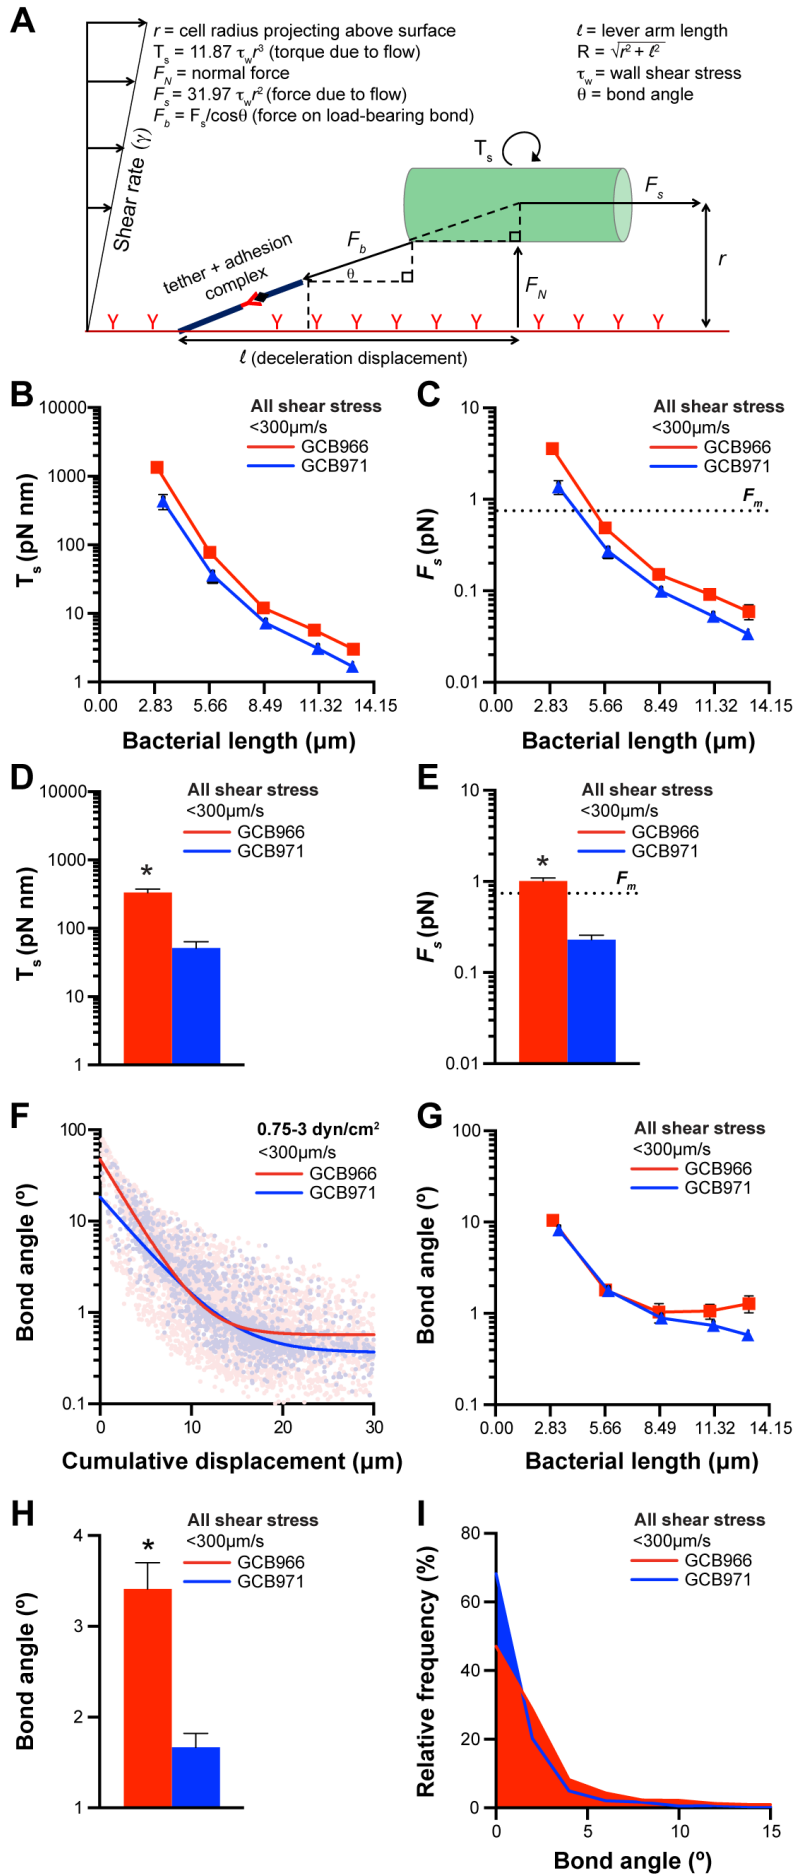 A
r = cell radius projecting above surface
Tₛ = 11.87 τ_w r³ (torque due to flow)
F_N = normal force
Fₛ = 31.97 τ_w r² (force due to flow)
F_b = Fₛ/cosθ (force on load-bearing bond)
ℓ = lever arm length
R = √r² + ℓ²
τ_w = wall shear stress
θ = bond angle
Shear rate (γ)
Tₛ
Fₛ
F_b
θ
tether + adhesion
complex
F_N
r
ℓ (deceleration displacement)
B
All shear stress
<300µm/s
GCB966
GCB971
Tₛ (pN nm)
10000
1000
100
10
1
0.00 2.83 5.66 8.49 11.32 14.15
Bacterial length (µm)
C
All shear stress
<300µm/s
GCB966
GCB971
F_m
Fₛ (pN)
10
1
0.1
0.01
0.00 2.83 5.66 8.49 11.32 14.15
Bacterial length (µm)
D
All shear stress
<300µm/s
GCB966
GCB971
*
Tₛ (pN nm)
10000
1000
100
10
1
E
All shear stress
<300µm/s
GCB966
GCB971
*
F_m
Fₛ (pN)
10
1
0.1
0.01
F
0.75-3 dyn/cm²
<300µm/s
GCB966
GCB971
Bond angle (º)
100
10
1
0.1
0 10 20 30
Cumulative displacement (µm)
G
All shear stress
<300µm/s
GCB966
GCB971
Bond angle (º)
100
10
1
0.1
0.00 2.83 5.66 8.49 11.32 14.15
Bacterial length (µm)
H
All shear stress
<300µm/s
GCB966
GCB971
*
Bond angle (º)
4
3
2
1
I
All shear stress
<300µm/s
GCB966
GCB971
Relative frequency (%)
80
60
40
20
0
0 5 10 15
Bond angle (º)